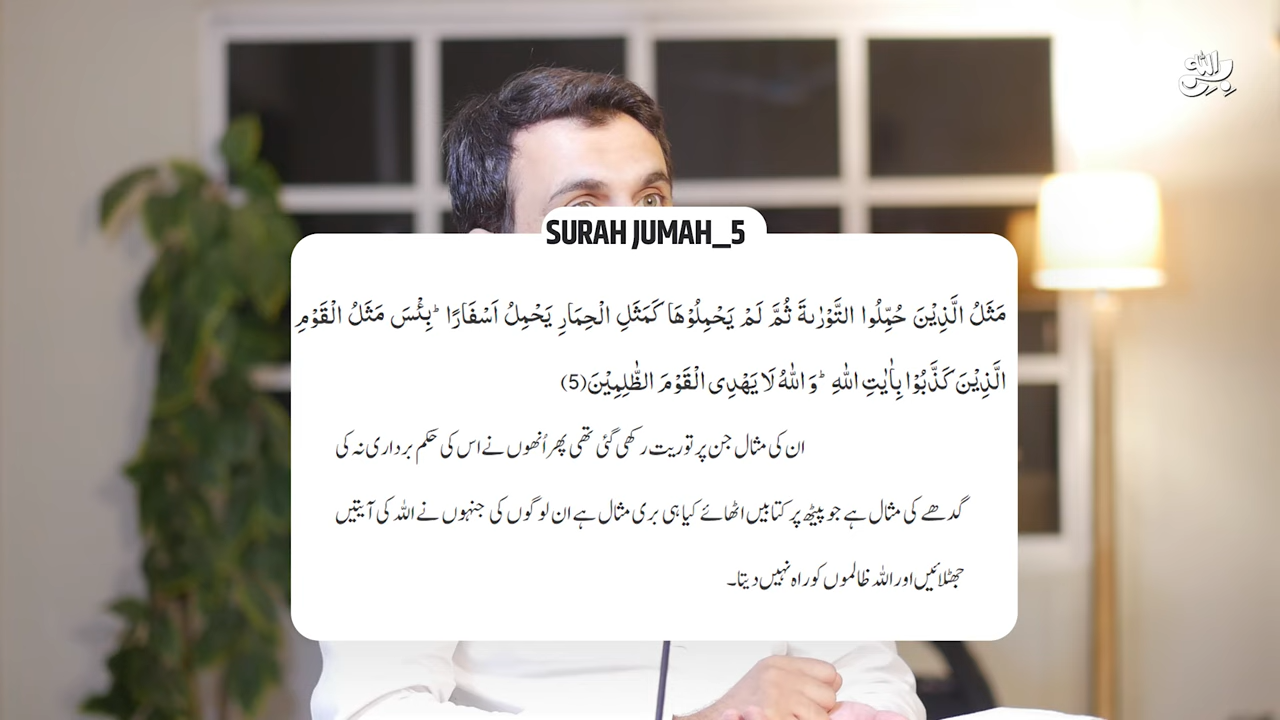 بسم الله
SURAH JUMAH_5
مَثَلُ الَّذِیْنَ حُمِّلُوا التَّوْرٰىةَ ثُمَّ لَمْ یَحْمِلُوْهَا كَمَثَلِ الْحِمَارِ یَحْمِلُ اَسْفَارًاؕ-بِئْسَ مَثَلُ الْقَوْمِ
الَّذِیْنَ كَذَّبُوْا بِاٰیٰتِ اللّٰهِؕ-وَ اللّٰهُ لَا یَهْدِی الْقَوْمَ الظّٰلِمِیْنَ(5)
ان کی مثال جن پر توریت رکھی گئی تھی پھر اُنھوں نے اس کی حکم برداری نہ کی
گدھے کی مثال ہے جو پیٹھ پر کتابیں اٹھائے کیا ہی بری مثال ہے ان لوگوں کی جنہوں نے اللہ کی آیتیں
جھٹلائیں اور اللہ ظالموں کو راہ نہیں دیتا۔